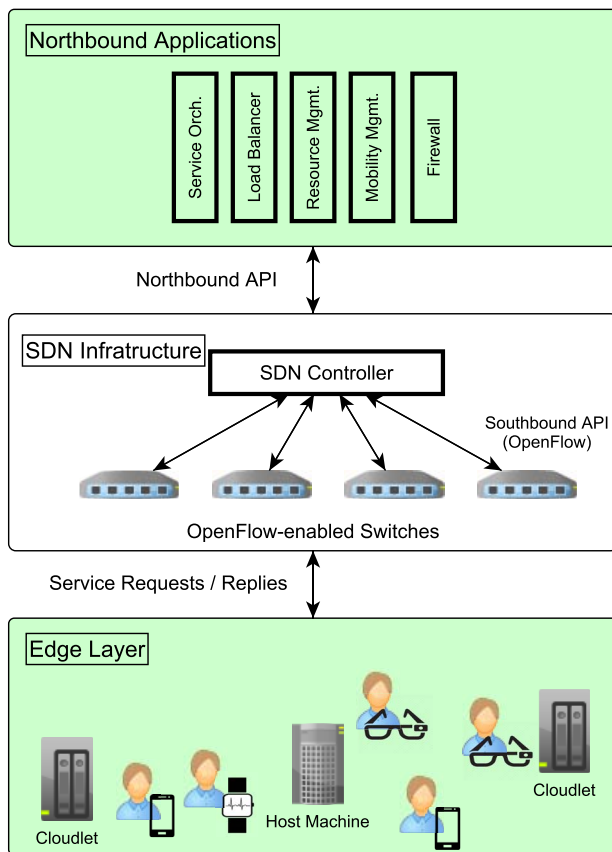 Northbound Applications
Service Orch.
Load Balancer
Resource Mgmt.
Mobility Mgmt.
Firewall
Northbound API
SDN Infratructure
SDN Controller
Southbound API
(OpenFlow)
OpenFlow-enabled Switches
Service Requests / Replies
Edge Layer
Cloudlet
Host Machine
Cloudlet